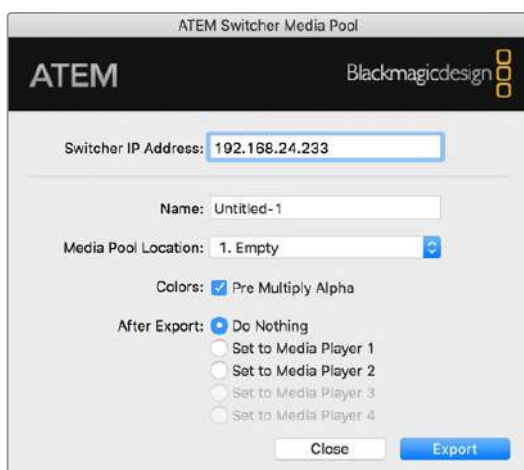 ATEM Switcher Media Pool
ATEM
Blackmagicdesign
Switcher IP Address: 192.168.24.233
Name: Untitled-1
Media Pool Location: 1. Empty
Colors: Pre Multiply Alpha
After Export: Do Nothing
Set to Media Player 1
Set to Media Player 2
Set to Media Player 3
Set to Media Player 4
Close Export